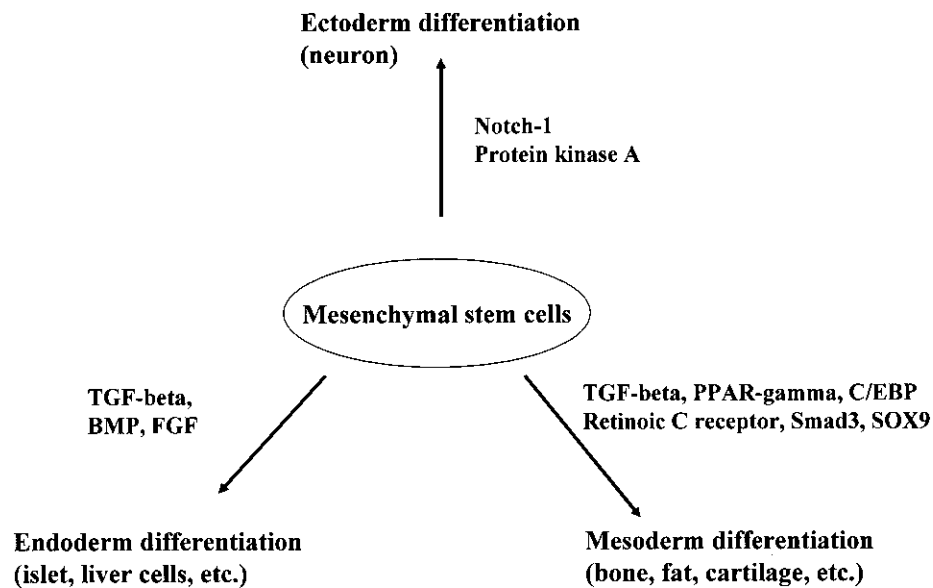 Ectoderm differentiation
(neuron)
Notch-1
Protein kinase A
Mesenchymal stem cells
TGF-beta,
BMP, FGF
TGF-beta, PPAR-gamma, C/EBP
Retinoic C receptor, Smad3, SOX9
Endoderm differentiation
(islet, liver cells, etc.)
Mesoderm differentiation
(bone, fat, cartilage, etc.)